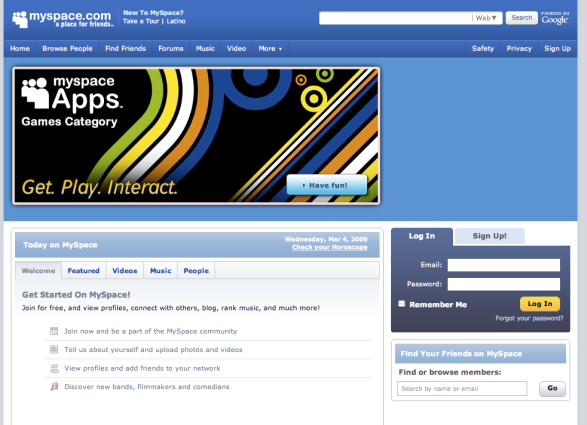 myspace.com
a place for friends
New To MySpace?
Take a Tour | Latino
Web ▼
Search
POWERED BY
Google
Home Browse People Find Friends Forums Music Video More ▾
Safety Privacy Sign Up
myspace
Apps
Games Category
Get. Play. Interact.
Have fun!
Today on MySpace
Wednesday, Mar 4, 2009
Check your Horoscope
Welcome Featured Videos Music People
Get Started On MySpace!
Join for free, and view profiles, connect with others, blog, rank music, and much more!
Join now and be a part of the MySpace community
Tell us about yourself and upload photos and videos
View profiles and add friends to your network
Discover new bands, filmmakers and comedians
Log In Sign Up!
Email:
Password:
Remember Me
Log In
Forgot your password?
Find Your Friends on MySpace
Find or browse members:
Search by name or email
Go